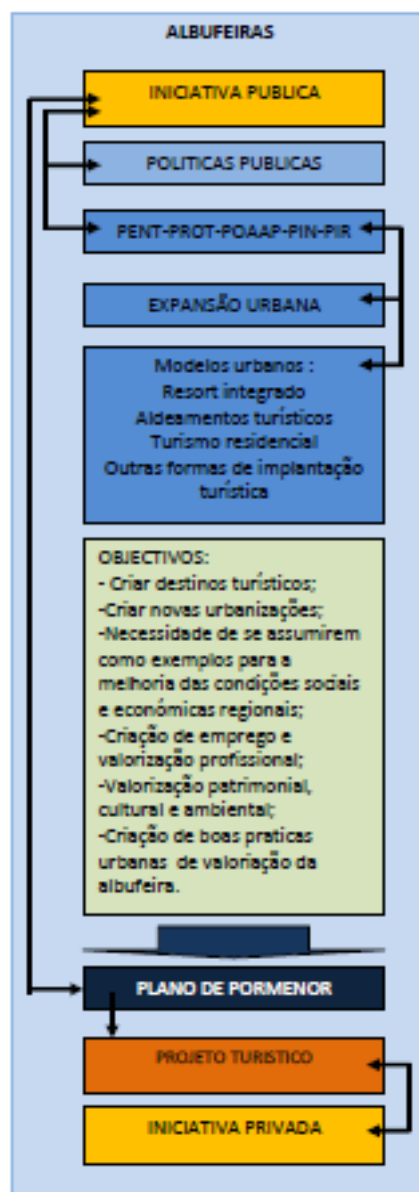 ALBUFEIRAS
INICIATIVA PUBLICA
POLITICAS PUBLICAS
PENT-PROT-POAAP-PIN-PIR
EXPANSÃO URBANA
Modelos urbanos :
Resort integrado
Aldeamentos turísticos
Turismo residencial
Outras formas de implantação
turística
OBJECTIVOS:
- Criar destinos turísticos;
-Criar novas urbanizações;
-Necessidade de se assumirem
como exemplos para a
melhoria das condições sociais
e económicas regionais;
-Criação de emprego e
valorização profissional;
-Valorização patrimonial,
cultural e ambiental;
-Criação de boas praticas
urbanas de valoriação da
albufeira.
PLANO DE PORMENOR
PROJETO TURISTICO
INICIATIVA PRIVADA